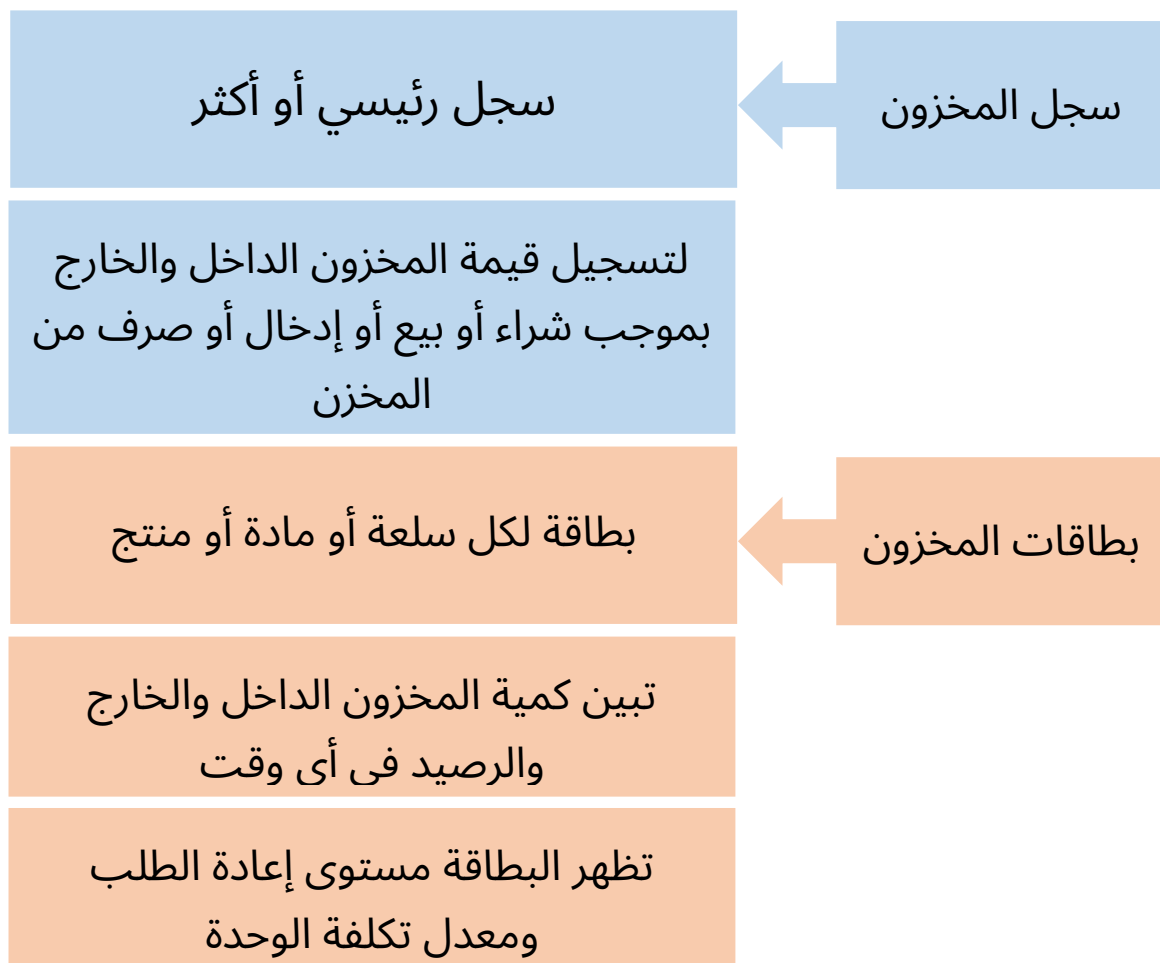 سجل المخزون
سجل رئيسي أو أكثر
لتسجيل قيمة المخزون الداخل والخارج
بموجب شراء أو بيع أو إدخال أو صرف من
المخزن
بطاقات المخزون
بطاقة لكل سلعة أو مادة أو منتج
تبين كمية المخزون الداخل والخارج
والرصيد في أي وقت
تظهر البطاقة مستوى إعادة الطلب
ومعدل تكلفة الوحدة